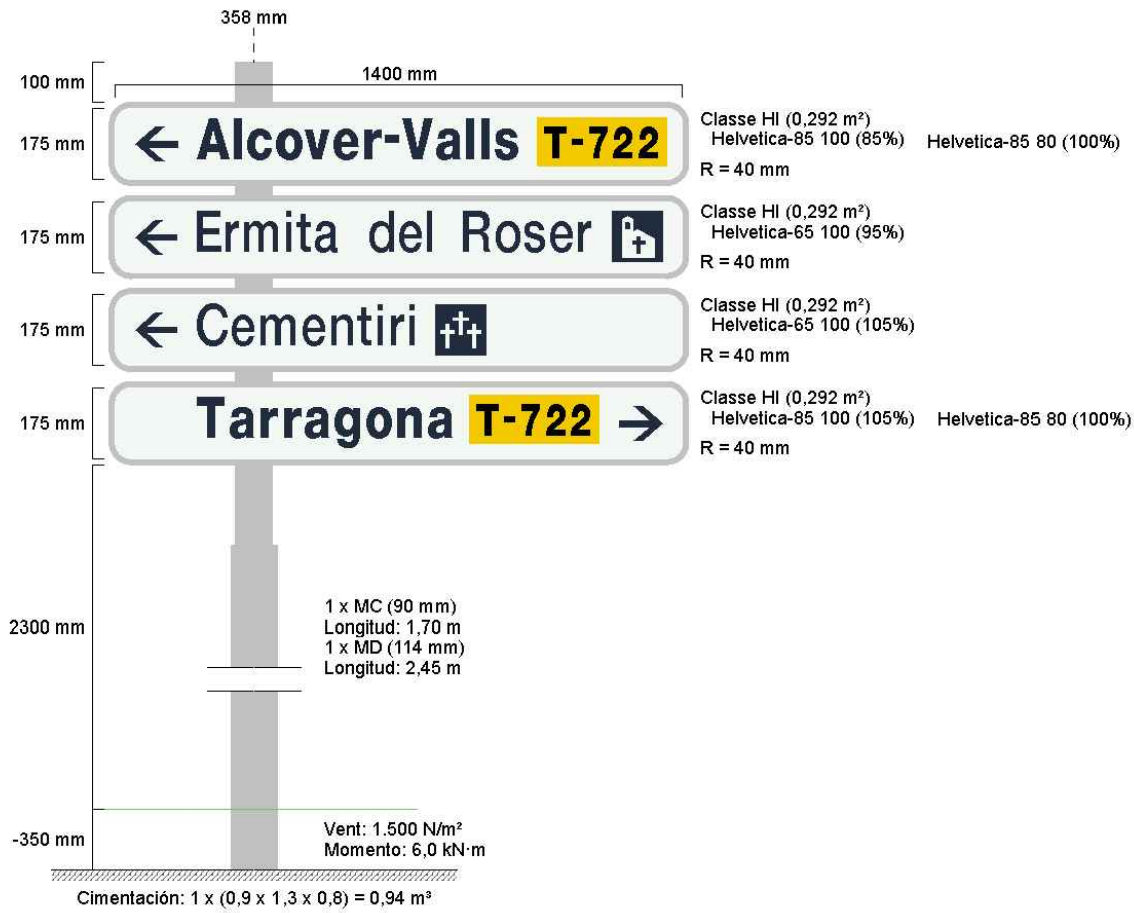 358 mm
100 mm
1400 mm
175 mm
← Alcover-Valls T-722
Classe HI (0,292 m²)
Helvetica-85 100 (85%) Helvetica-85 80 (100%)
R = 40 mm
175 mm
← Ermita del Roser
Classe HI (0,292 m²)
Helvetica-65 100 (95%)
R = 40 mm
175 mm
← Cementiri
Classe HI (0,292 m²)
Helvetica-65 100 (105%)
R = 40 mm
175 mm
Tarragona T-722 →
Classe HI (0,292 m²)
Helvetica-85 100 (105%) Helvetica-85 80 (100%)
R = 40 mm
2300 mm
1 x MC (90 mm)
Longitud: 1,70 m
1 x MD (114 mm)
Longitud: 2,45 m
-350 mm
Vent: 1.500 N/m²
Momento: 6,0 kN·m
Cimentación: 1 x (0,9 x 1,3 x 0,8) = 0,94 m³